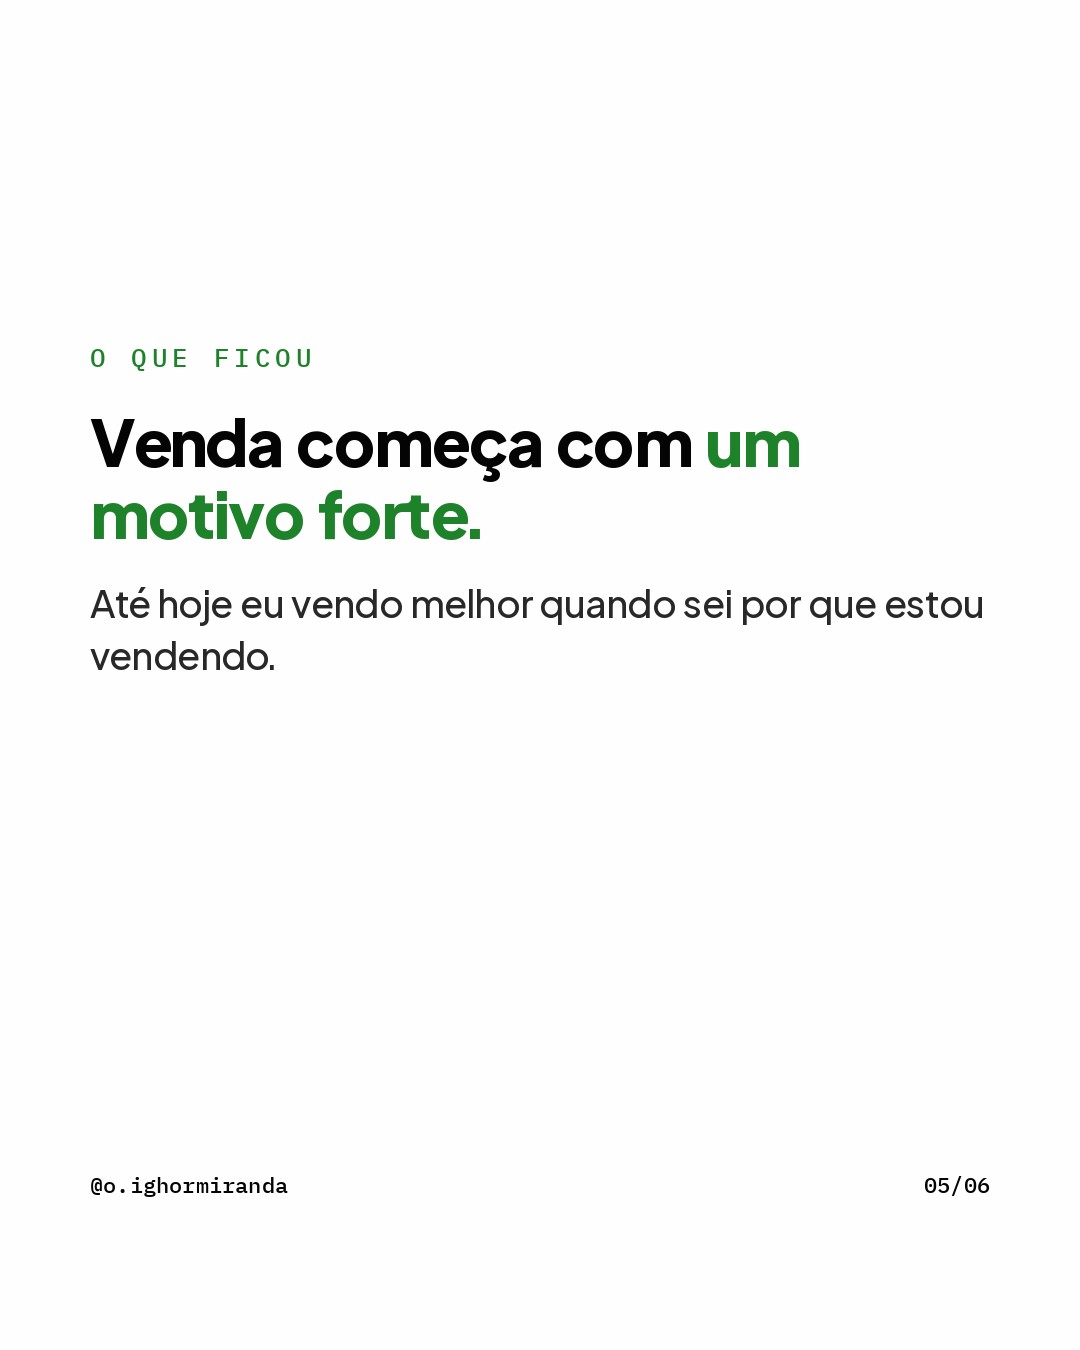 O QUE FICOU
Venda começa com um
motivo forte.
Até hoje eu vendo melhor quando sei por que estou
vendendo.
@o.ighormiranda
05/06